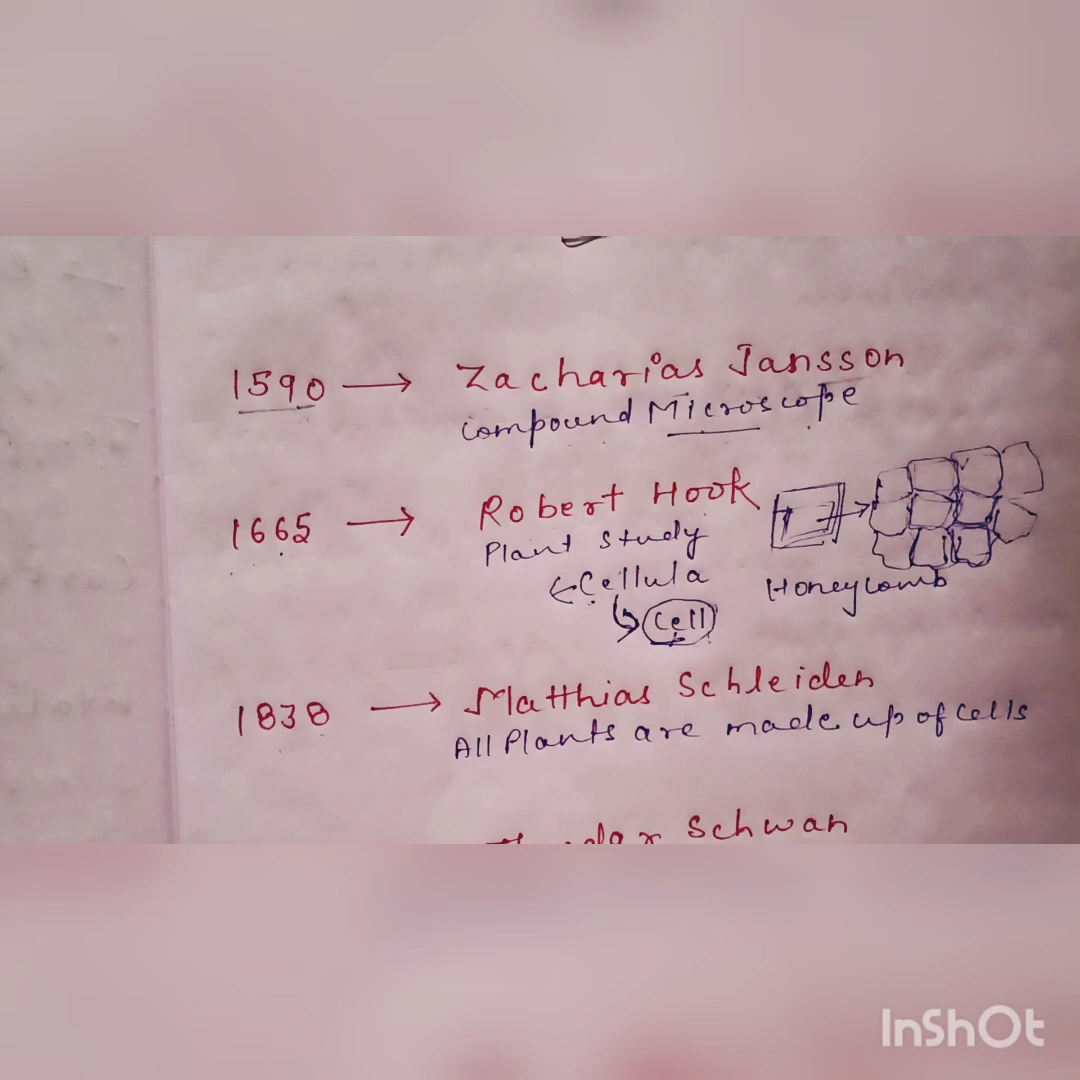 1590 → Zacharias Jansson
compound Microscope
1665 → Robert Hook
Plant study
← Cellula
Cell
Honeycomb
1838 → Matthias Schleiden
All Plants are made up of cells
Schwan
InShOt